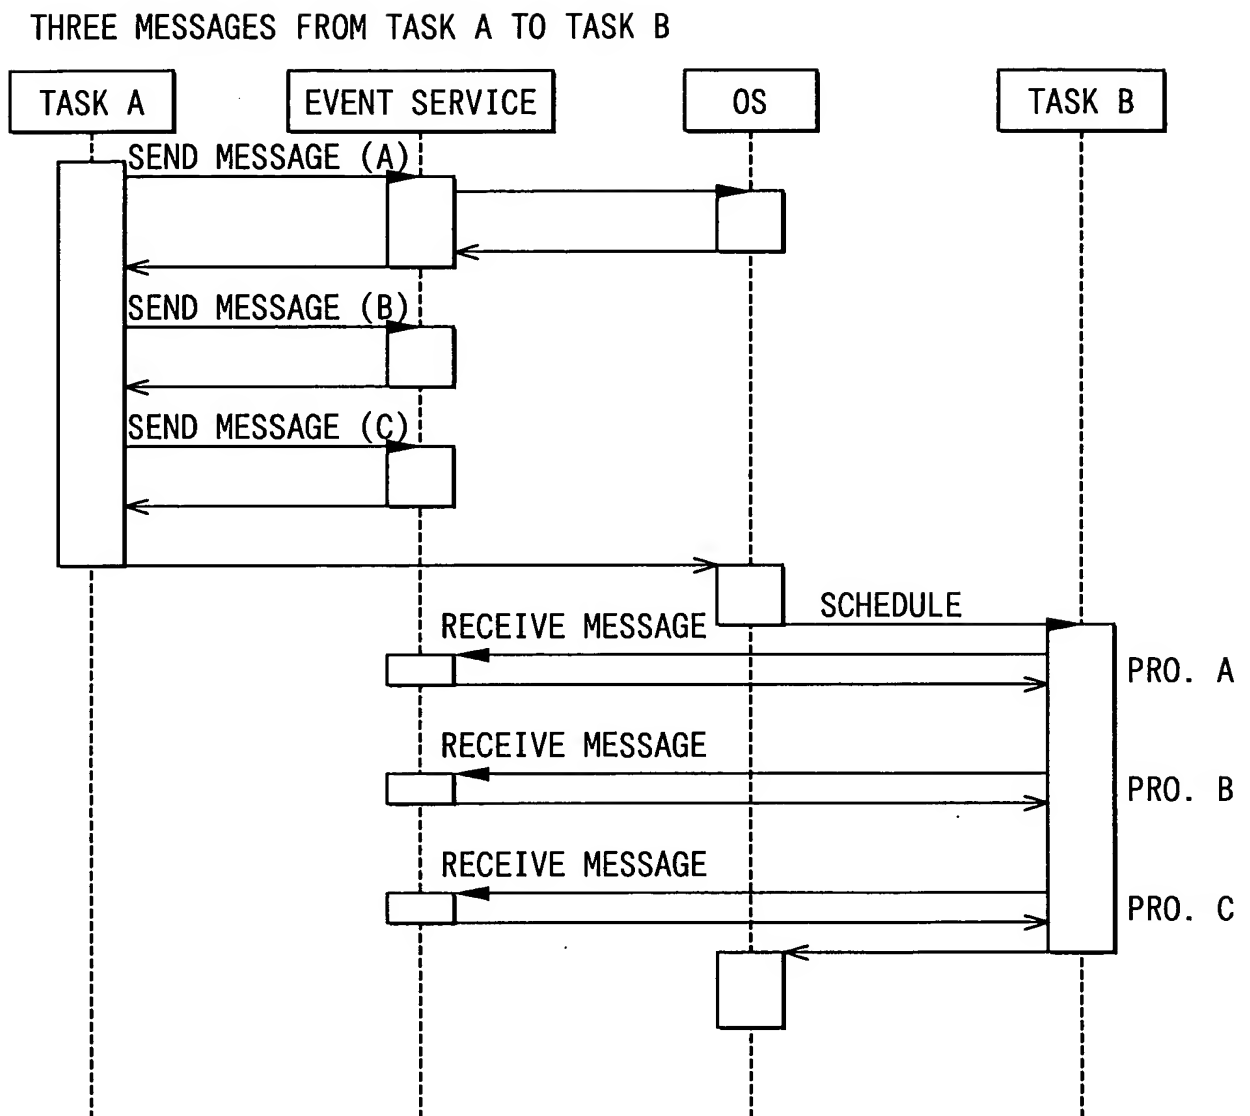 THREE MESSAGES FROM TASK A TO TASK B
TASK A
EVENT SERVICE
OS
TASK B
SEND MESSAGE (A)
SEND MESSAGE (B)
SEND MESSAGE (C)
SCHEDULE
RECEIVE MESSAGE
PRO. A
RECEIVE MESSAGE
PRO. B
RECEIVE MESSAGE
PRO. C